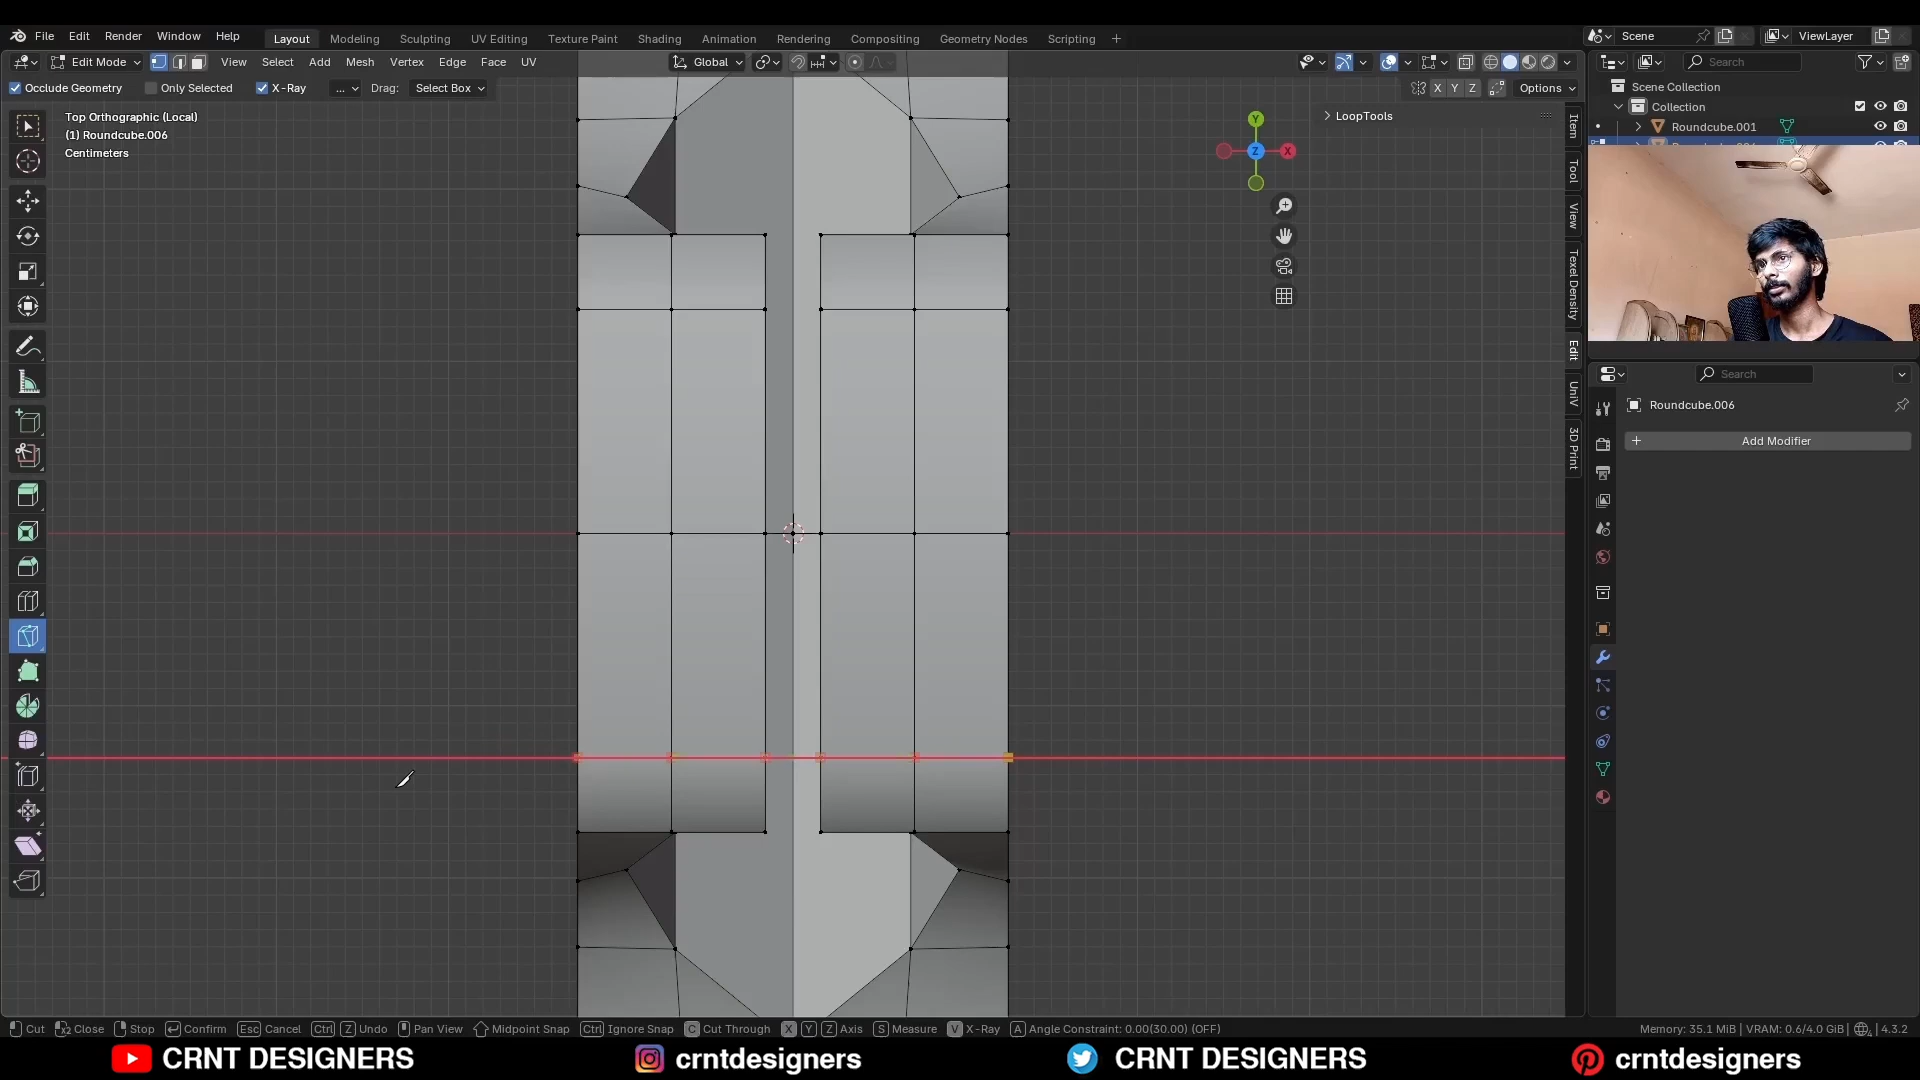 File Edit Render Window Help Layout Modeling Sculpting UV Editing Texture Paint Shading Animation Rendering Compositing Geometry Nodes Scripting + Scene ViewLayer
Edit Mode View Select Add Mesh Vertex Edge Face UV Global Search
Occlude Geometry Only Selected X-Ray ... Drag: Select Box X Y Z Options
Scene Collection
Collection
Roundcube.001
Top Orthographic (Local)
(1) Roundcube.006
Centimeters
LoopTools
Y
Z
X
Item
Tool
View
Texel Density
Edit
UniV
3D Print
Search
Roundcube.006
+ Add Modifier
Cut Close Stop Confirm Esc Cancel Ctrl Z Undo Pan View Midpoint Snap Ctrl Ignore Snap C Cut Through X Y Z Axis S Measure V X-Ray A Angle Constraint: 0.00(30.00) (OFF) Memory: 35.1 MiB | VRAM: 0.6/4.0 GiB | 4.3.2
CRNT DESIGNERS crntdesigners CRNT DESIGNERS crntdesigners